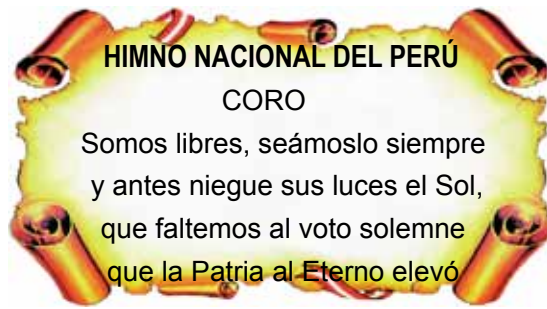 HIMNO NACIONAL DEL PERÚ
CORO
Somos libres, seámoslo siempre
y antes niegue sus luces el Sol,
que faltemos al voto solemne
que la Patria al Eterno elevó